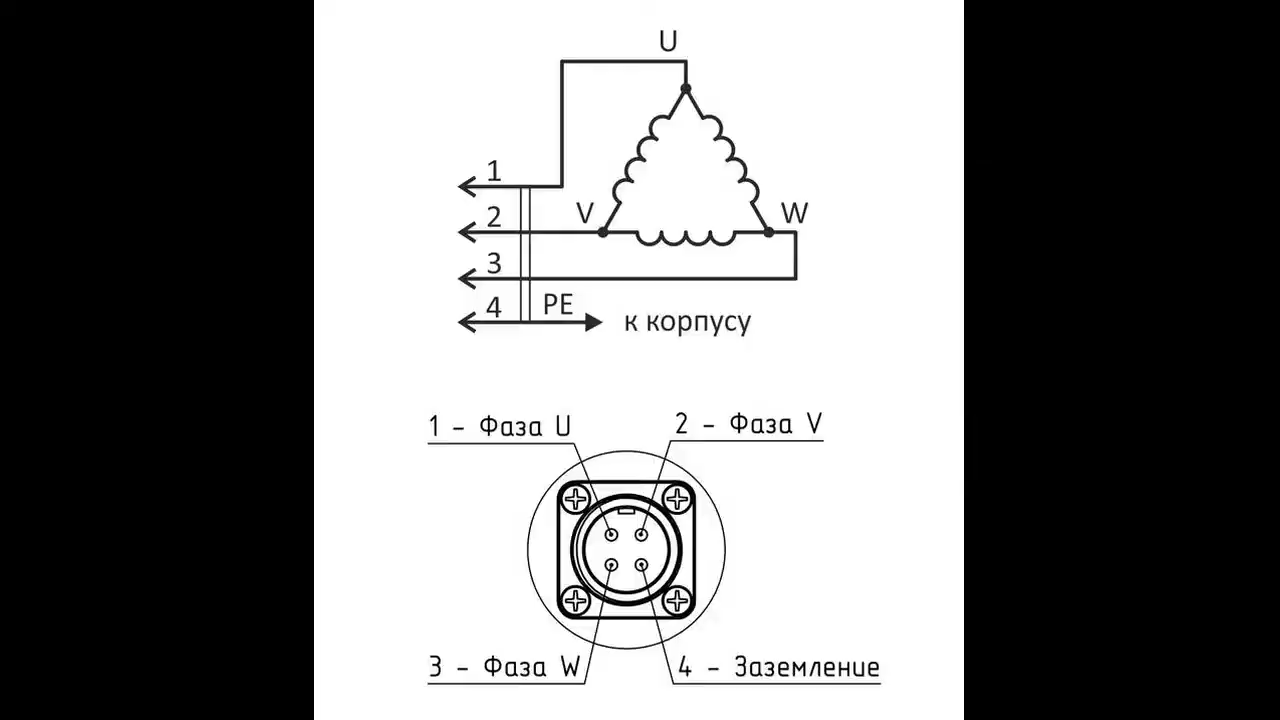 U
1
2
V
W
3
4
PE
к корпусу
1 - Фаза U
2 - Фаза V
3 - Фаза W
4 - Заземление